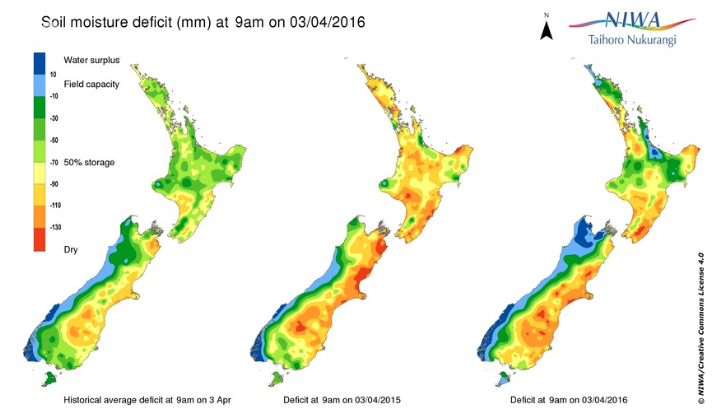 Soil moisture deficit (mm) at 9am on 03/04/2016
N
NIWA
Taihoro Nukurangi
Water surplus
10
Field capacity
-10
-30
-50
50% storage
-70
-90
-110
-130
Dry
Historical average deficit at 9am on 3 Apr
Deficit at 9am on 03/04/2015
Deficit at 9am on 03/04/2016
© NIWA/Creative Commons License 4.0